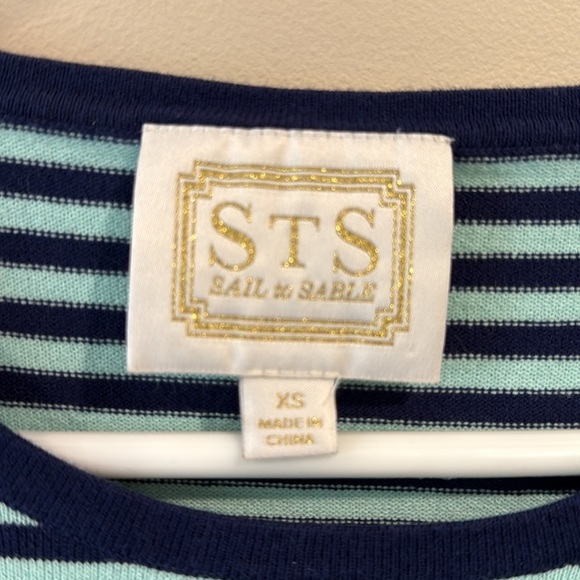 STS
SAIL to SABLE
XS
MADE IN
CHINA